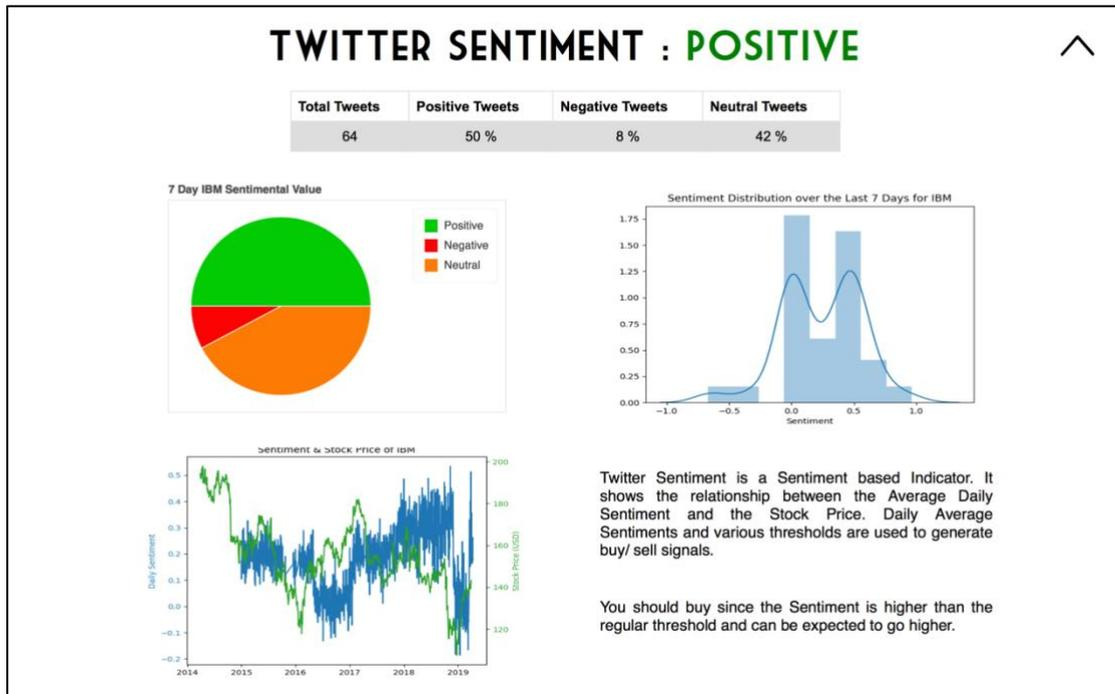 TWITTER SENTIMENT : POSITIVE
Total Tweets Positive Tweets Negative Tweets Neutral Tweets
64 50 % 8 % 42 %
7 Day IBM Sentimental Value
Positive
Negative
Neutral
Sentiment Distribution over the Last 7 Days for IBM
1.75
1.50
1.25
1.00
0.75
0.50
0.25
0.00
-1.0 -0.5 0.0 0.5 1.0
Sentiment
Sentiment & Stock Price of IBM
Daily Sentiment
0.5
0.4
0.3
0.2
0.1
0.0
-0.1
-0.2
200
180
160
140
120
Stock Price (USD)
2014 2015 2016 2017 2018 2019
Twitter Sentiment is a Sentiment based Indicator. It
shows the relationship between the Average Daily
Sentiment and the Stock Price. Daily Average
Sentiments and various thresholds are used to generate
buy/ sell signals.
You should buy since the Sentiment is higher than the
regular threshold and can be expected to go higher.